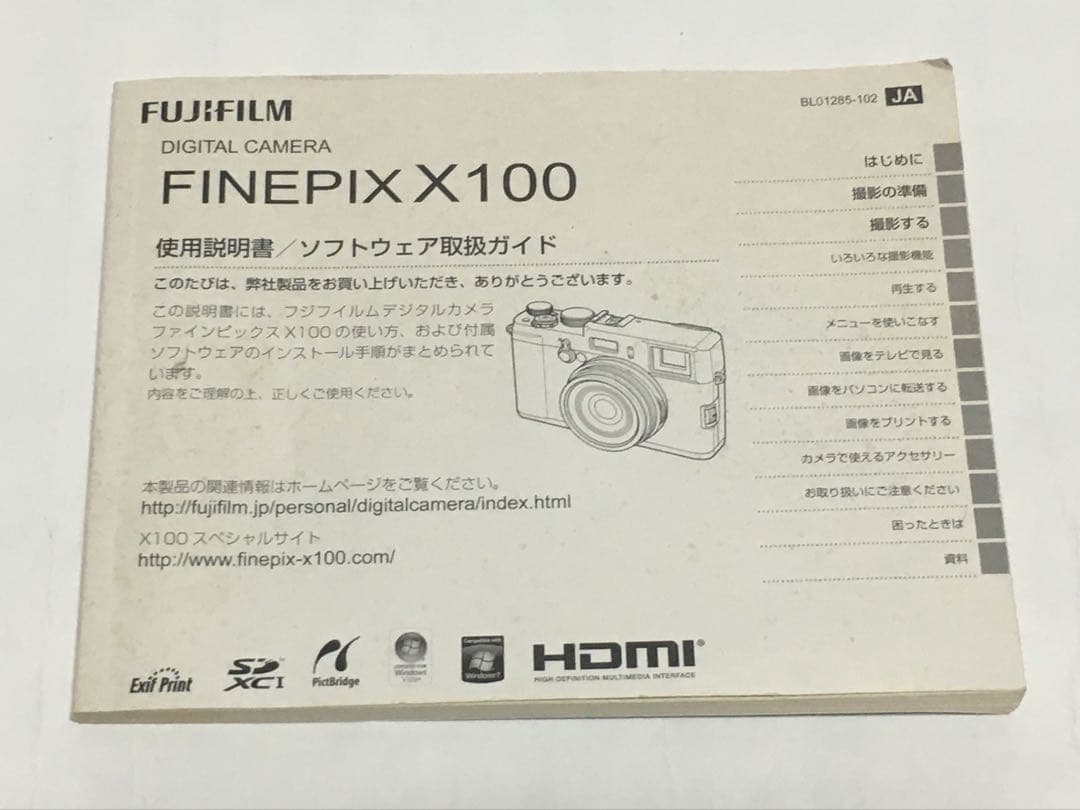 FUJIFILM
BL01285-102 JA
DIGITAL CAMERA
FINEPIX X100
使用説明書/ソフトウェア取扱ガイド
このたびは、弊社製品をお買い上げいただき、ありがとうございます。
この説明書には、フジフイルムデジタルカメラ
ファインピックス X100 の使い方、および付属
ソフトウェアのインストール手順がまとめられて
います。
内容をご理解の上、正しくご使用ください。
本製品の関連情報はホームページをご覧ください。
http://fujifilm.jp/personal/digitalcamera/index.html
X100 スペシャルサイト
http://www.finepix-x100.com/
はじめに
撮影の準備
撮影する
いろいろな撮影機能
再生する
メニューを使いこなす
画像をテレビで見る
画像をパソコンに転送する
画像をプリントする
カメラで使えるアクセサリー
お取り扱いにご注意ください
困ったときは
資料
Exif Print
SD XC I
PictBridge
Windows Vista
Compatible with Windows 7
HDMI
HIGH-DEFINITION MULTIMEDIA INTERFACE